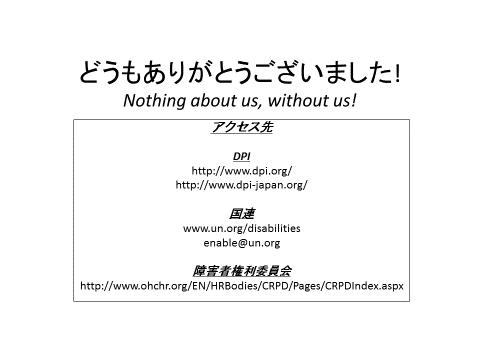 どうもありがとうございました!
Nothing about us, without us!
アクセス先
DPI
http://www.dpi.org/
http://www.dpi-japan.org/
国連
www.un.org/disabilities
enable@un.org
障害者権利委員会
http://www.ohchr.org/EN/HRBodies/CRPD/Pages/CRPDIndex.aspx